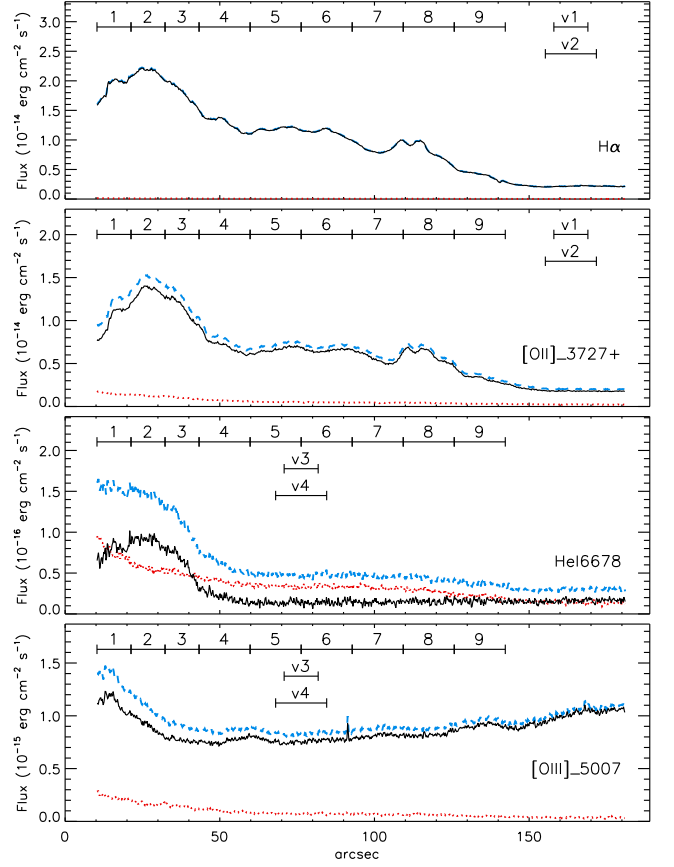 1 2 3 4 5 6 7 8 9 v1
v2
3.0
2.5
2.0
1.5
1.0
0.5
0.0
Flux (10⁻¹⁴ erg cm⁻² s⁻¹)
Hα
1 2 3 4 5 6 7 8 9 v1
v2
2.0
1.5
1.0
0.5
0.0
Flux (10⁻¹⁴ erg cm⁻² s⁻¹)
[OII]_3727+
1 2 3 4 5 6 7 8 9
v3
v4
2.0
1.5
1.0
0.5
0.0
Flux (10⁻¹⁶ erg cm⁻² s⁻¹)
HeI6678
1 2 3 4 5 6 7 8 9
v3
v4
1.5
1.0
0.5
0.0
Flux (10⁻¹⁵ erg cm⁻² s⁻¹)
[OIII]_5007
0 50 100 150
arcsec